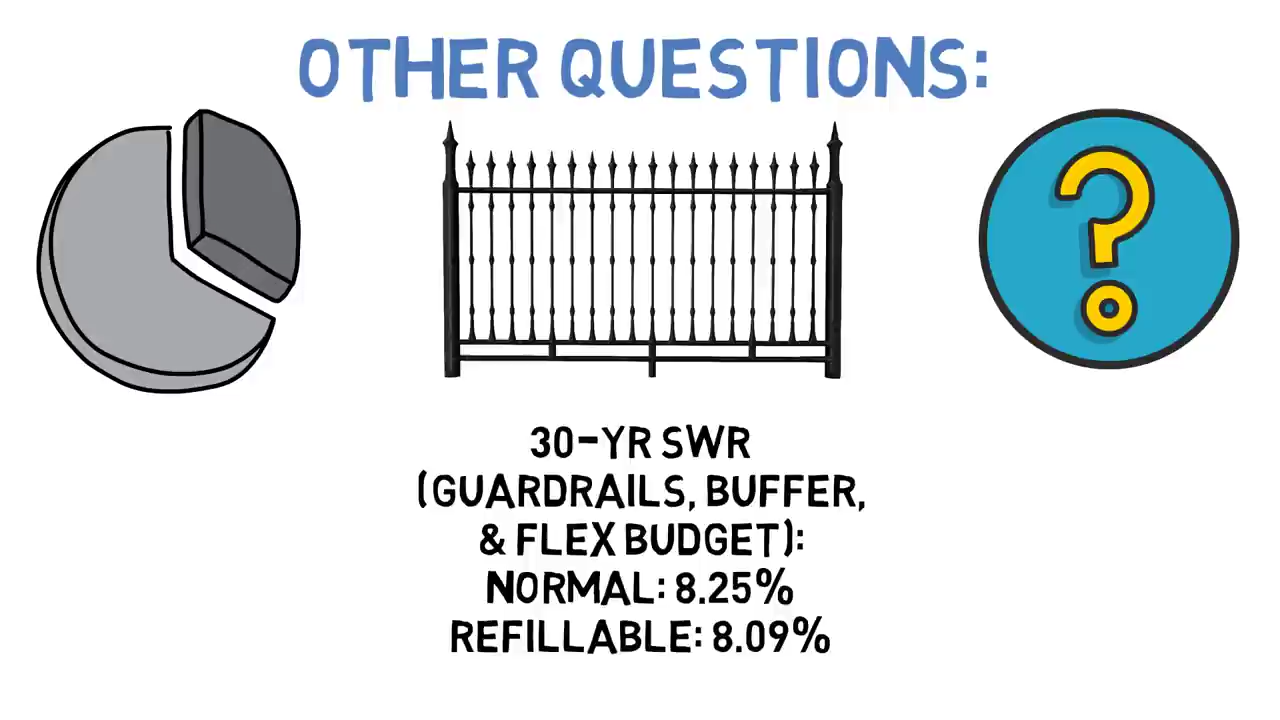 OTHER QUESTIONS:
30-YR SWR
(GUARDRAILS, BUFFER,
& FLEX BUDGET):
NORMAL: 8.25%
REFILLABLE: 8.09%